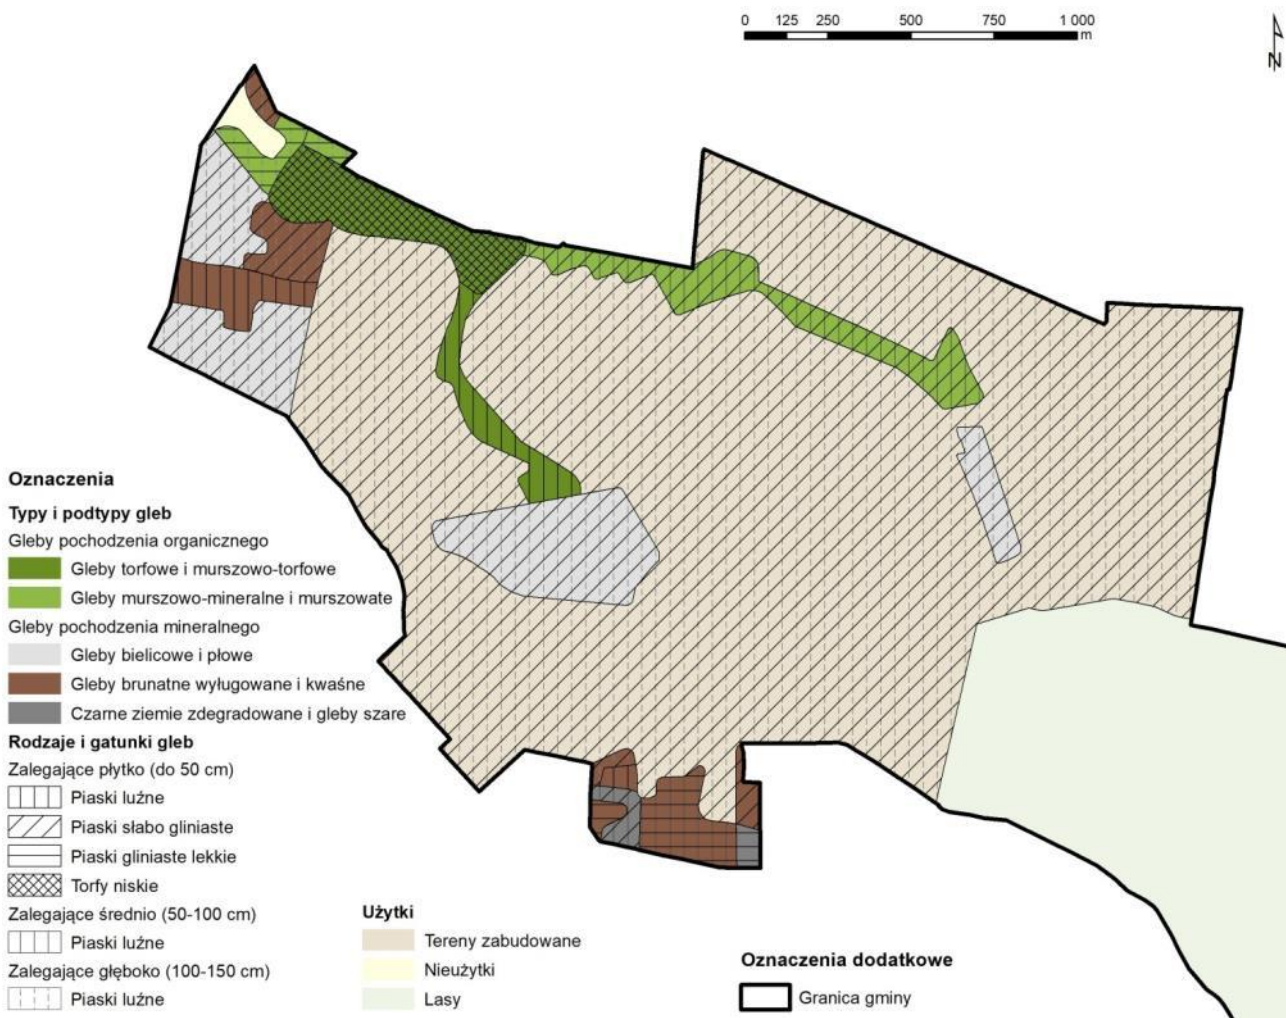 0 125 250 500 750 1 000
m
N
Oznaczenia
Typy i podtypy gleb
Gleby pochodzenia organicznego
Gleby torfowe i murszowo-torfowe
Gleby murszowo-mineralne i murszowate
Gleby pochodzenia mineralnego
Gleby bielicowe i płowe
Gleby brunatne wyługowane i kwaśne
Czarne ziemie zdegradowane i gleby szare
Rodzaje i gatunki gleb
Zalegające płytko (do 50 cm)
Piaski luźne
Piaski słabo gliniaste
Piaski gliniaste lekkie
Torfy niskie
Zalegające średnio (50-100 cm)
Piaski luźne
Zalegające głęboko (100-150 cm)
Piaski luźne
Użytki
Tereny zabudowane
Nieużytki
Lasy
Oznaczenia dodatkowe
Granica gminy